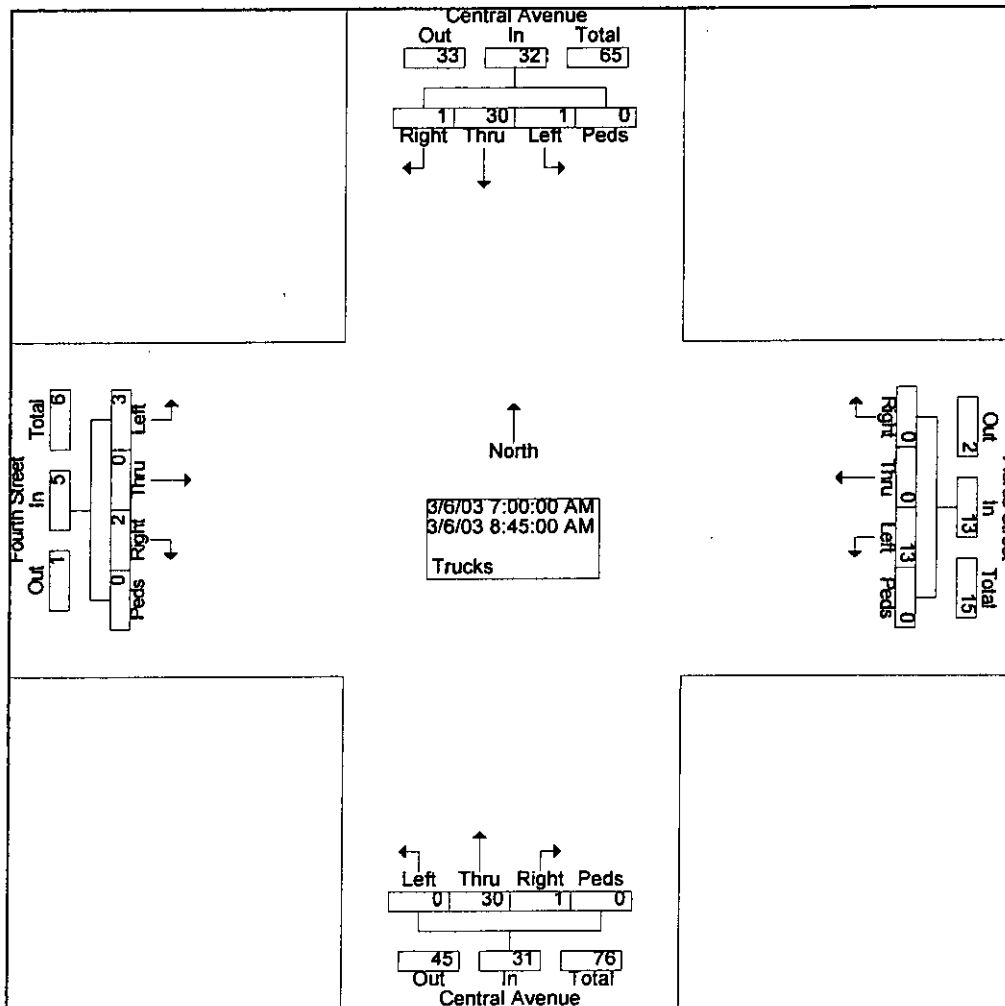 Central Avenue
Out In Total
33 32 65
1 30 1 0
Right Thru Left Peds
Total In Out
6 5 1
3 0 2 0
Left Thru Right Peds
Fourth Street
North
3/6/03 7:00:00 AM
3/6/03 8:45:00 AM
Trucks
Right Thru Left Peds
0 0 13 0
Out In Total
2 13 15
Left Thru Right Peds
0 30 1 0
45 31 76
Out In Total
Central Avenue